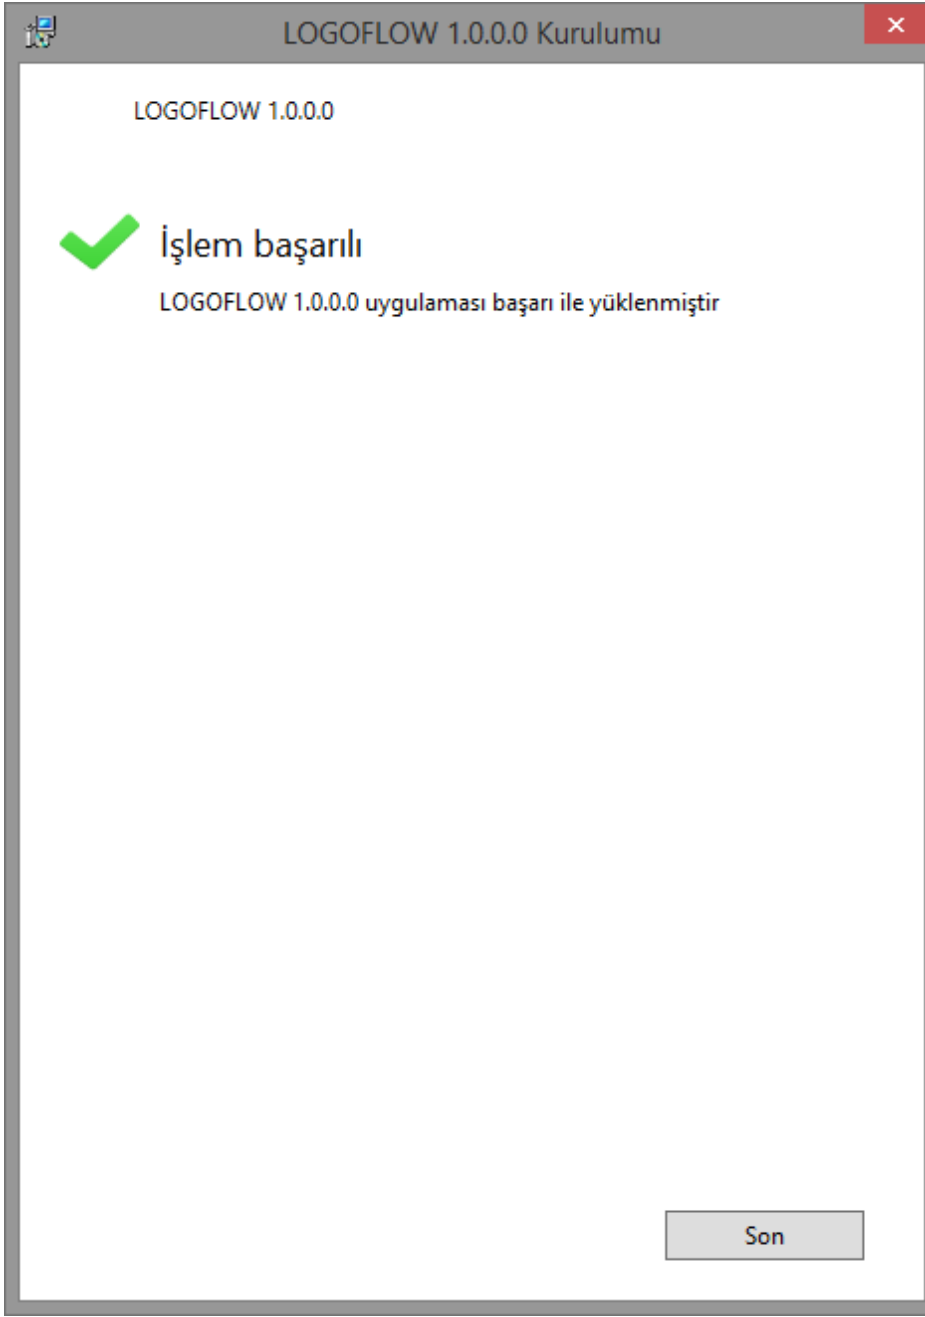 LOGOFLOW 1.0.0.0 Kurulumu
LOGOFLOW 1.0.0.0
İşlem başarılı
LOGOFLOW 1.0.0.0 uygulaması başarı ile yüklenmiştir
Son